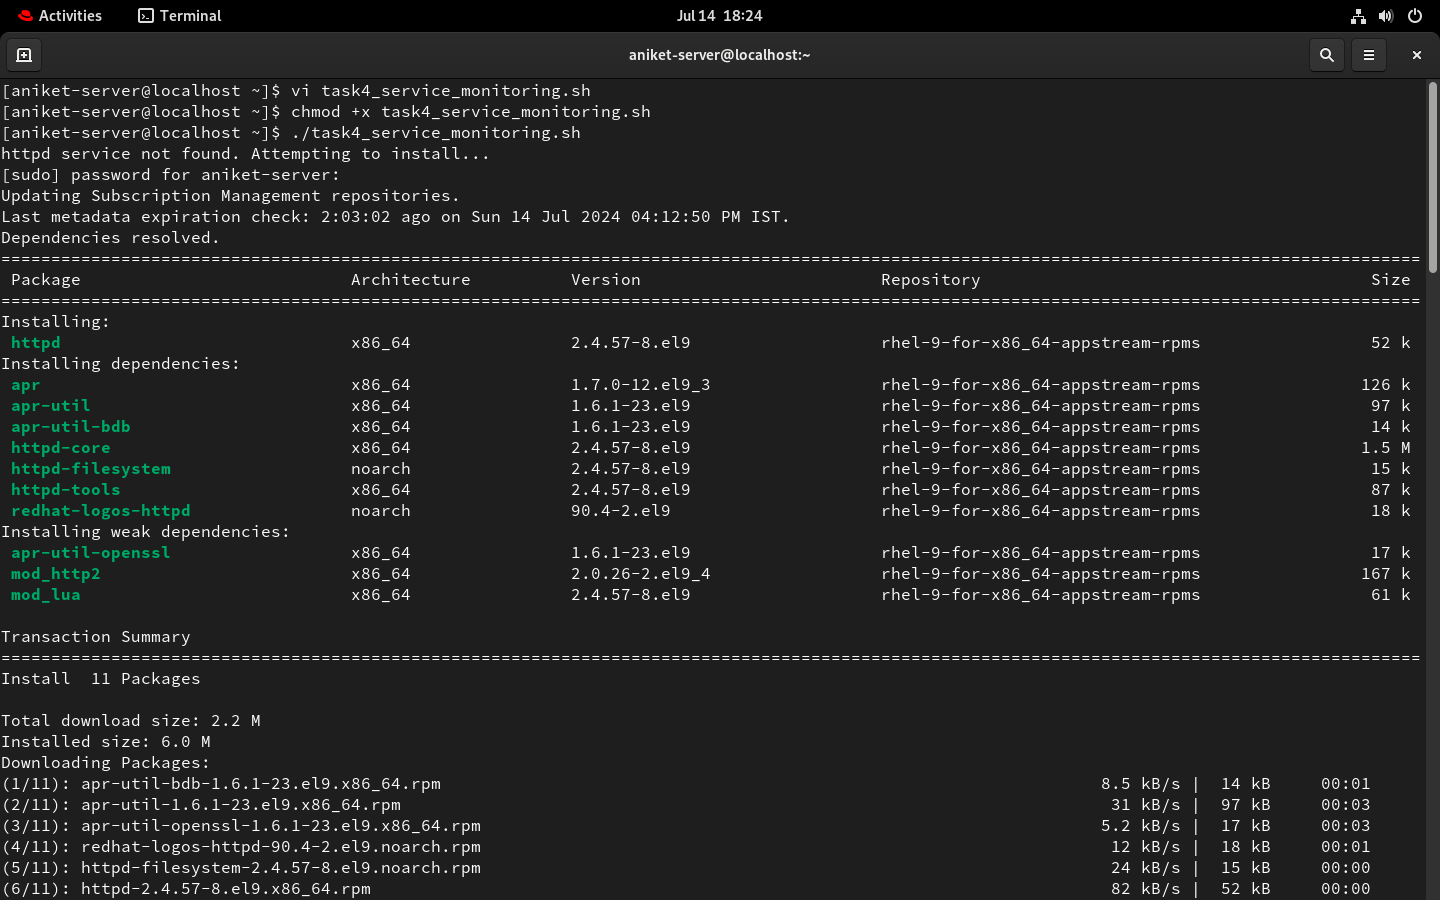 Activities Terminal Jul 14 18:24
aniket-server@localhost:~
[aniket-server@localhost ~]$ vi task4_service_monitoring.sh
[aniket-server@localhost ~]$ chmod +x task4_service_monitoring.sh
[aniket-server@localhost ~]$ ./task4_service_monitoring.sh
httpd service not found. Attempting to install...
[sudo] password for aniket-server:
Updating Subscription Management repositories.
Last metadata expiration check: 2:03:02 ago on Sun 14 Jul 2024 04:12:50 PM IST.
Dependencies resolved.
==============================================================================================================================================
Package Architecture Version Repository Size
==============================================================================================================================================
Installing:
httpd x86_64 2.4.57-8.el9 rhel-9-for-x86_64-appstream-rpms 52 k
Installing dependencies:
apr x86_64 1.7.0-12.el9_3 rhel-9-for-x86_64-appstream-rpms 126 k
apr-util x86_64 1.6.1-23.el9 rhel-9-for-x86_64-appstream-rpms 97 k
apr-util-bdb x86_64 1.6.1-23.el9 rhel-9-for-x86_64-appstream-rpms 14 k
httpd-core x86_64 2.4.57-8.el9 rhel-9-for-x86_64-appstream-rpms 1.5 M
httpd-filesystem noarch 2.4.57-8.el9 rhel-9-for-x86_64-appstream-rpms 15 k
httpd-tools x86_64 2.4.57-8.el9 rhel-9-for-x86_64-appstream-rpms 87 k
redhat-logos-httpd noarch 90.4-2.el9 rhel-9-for-x86_64-appstream-rpms 18 k
Installing weak dependencies:
apr-util-openssl x86_64 1.6.1-23.el9 rhel-9-for-x86_64-appstream-rpms 17 k
mod_http2 x86_64 2.0.26-2.el9_4 rhel-9-for-x86_64-appstream-rpms 167 k
mod_lua x86_64 2.4.57-8.el9 rhel-9-for-x86_64-appstream-rpms 61 k
Transaction Summary
==============================================================================================================================================
Install 11 Packages
Total download size: 2.2 M
Installed size: 6.0 M
Downloading Packages:
(1/11): apr-util-bdb-1.6.1-23.el9.x86_64.rpm 8.5 kB/s | 14 kB 00:01
(2/11): apr-util-1.6.1-23.el9.x86_64.rpm 31 kB/s | 97 kB 00:03
(3/11): apr-util-openssl-1.6.1-23.el9.x86_64.rpm 5.2 kB/s | 17 kB 00:03
(4/11): redhat-logos-httpd-90.4-2.el9.noarch.rpm 12 kB/s | 18 kB 00:01
(5/11): httpd-filesystem-2.4.57-8.el9.noarch.rpm 24 kB/s | 15 kB 00:00
(6/11): httpd-2.4.57-8.el9.x86_64.rpm 82 kB/s | 52 kB 00:00